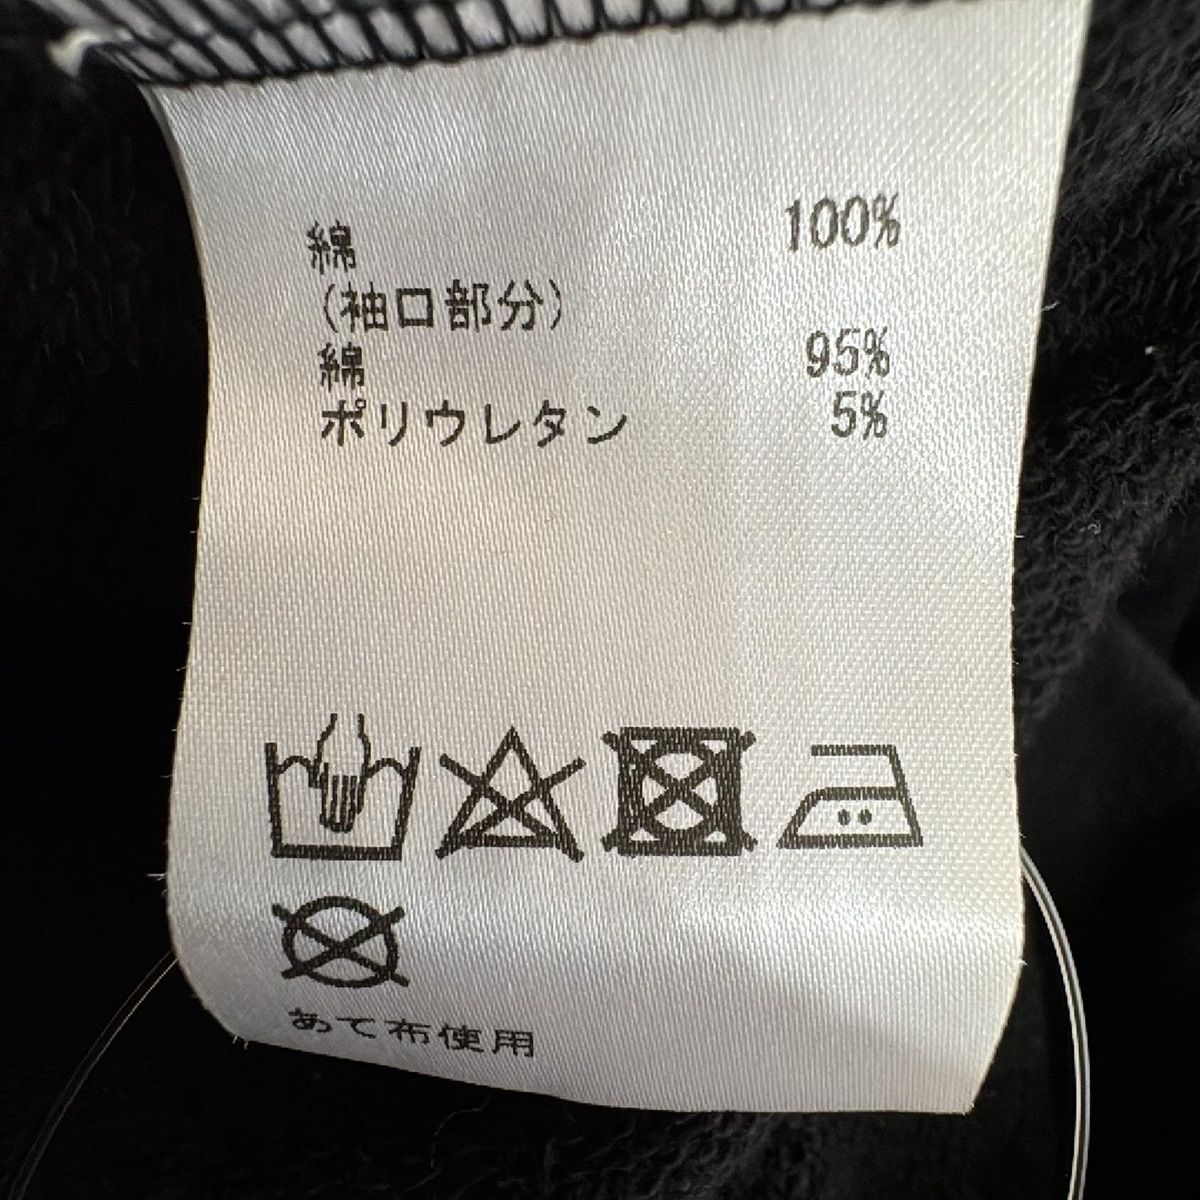 綿 100%
(袖口部分)
綿 95%
ポリウレタン 5%
あて布使用